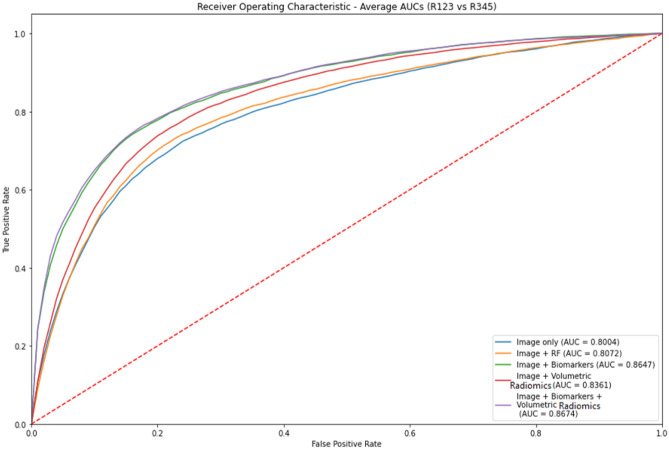 Receiver Operating Characteristic - Average AUCs (R123 vs R345)
1.0
0.8
0.6
0.4
0.2
0.0
True Positive Rate
0.0
0.2
0.4
0.6
0.8
1.0
False Positive Rate
Image only (AUC = 0.8004)
Image + RF (AUC = 0.8072)
Image + Biomarkers (AUC = 0.8647)
Image + Volumetric
Radiomics (AUC = 0.8361)
Image + Biomarkers +
Volumetric Radiomics
(AUC = 0.8674)